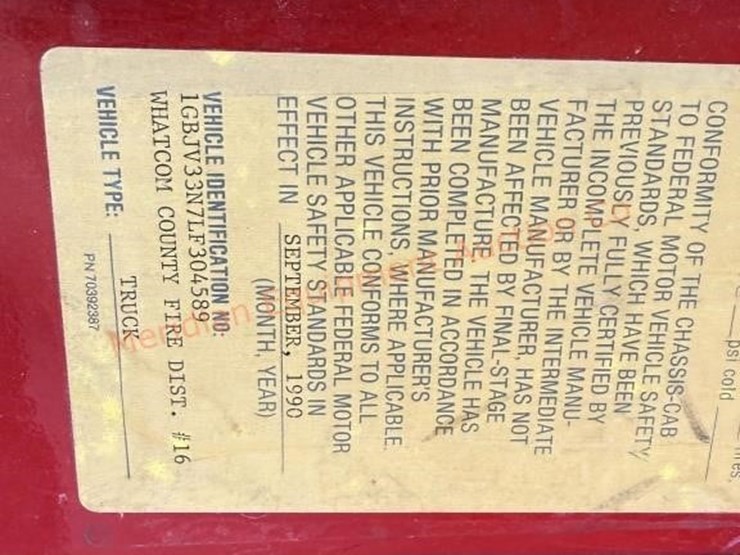 psi cold
CONFORMITY OF THE CHASSIS-CAB
TO FEDERAL MOTOR VEHICLE SAFETY
STANDARDS, WHICH HAVE BEEN
PREVIOUSLY FULLY CERTIFIED BY
THE INCOMPLETE VEHICLE MANU-
FACTURER OR BY THE INTERMEDIATE
VEHICLE MANUFACTURER, HAS NOT
BEEN AFFECTED BY FINAL-STAGE
MANUFACTURE. THE VEHICLE HAS
BEEN COMPLETED IN ACCORDANCE
WITH PRIOR MANUFACTURER'S
INSTRUCTIONS, WHERE APPLICABLE.
THIS VEHICLE CONFORMS TO ALL
OTHER APPLICABLE FEDERAL MOTOR
VEHICLE SAFETY STANDARDS IN
EFFECT IN SEPTEMBER, 1990
(MONTH, YEAR)
VEHICLE IDENTIFICATION NO:
1GBJV33N7LF304589
WHATCOM COUNTY FIRE DIST. #16
VEHICLE TYPE: TRUCK
PN 70392387